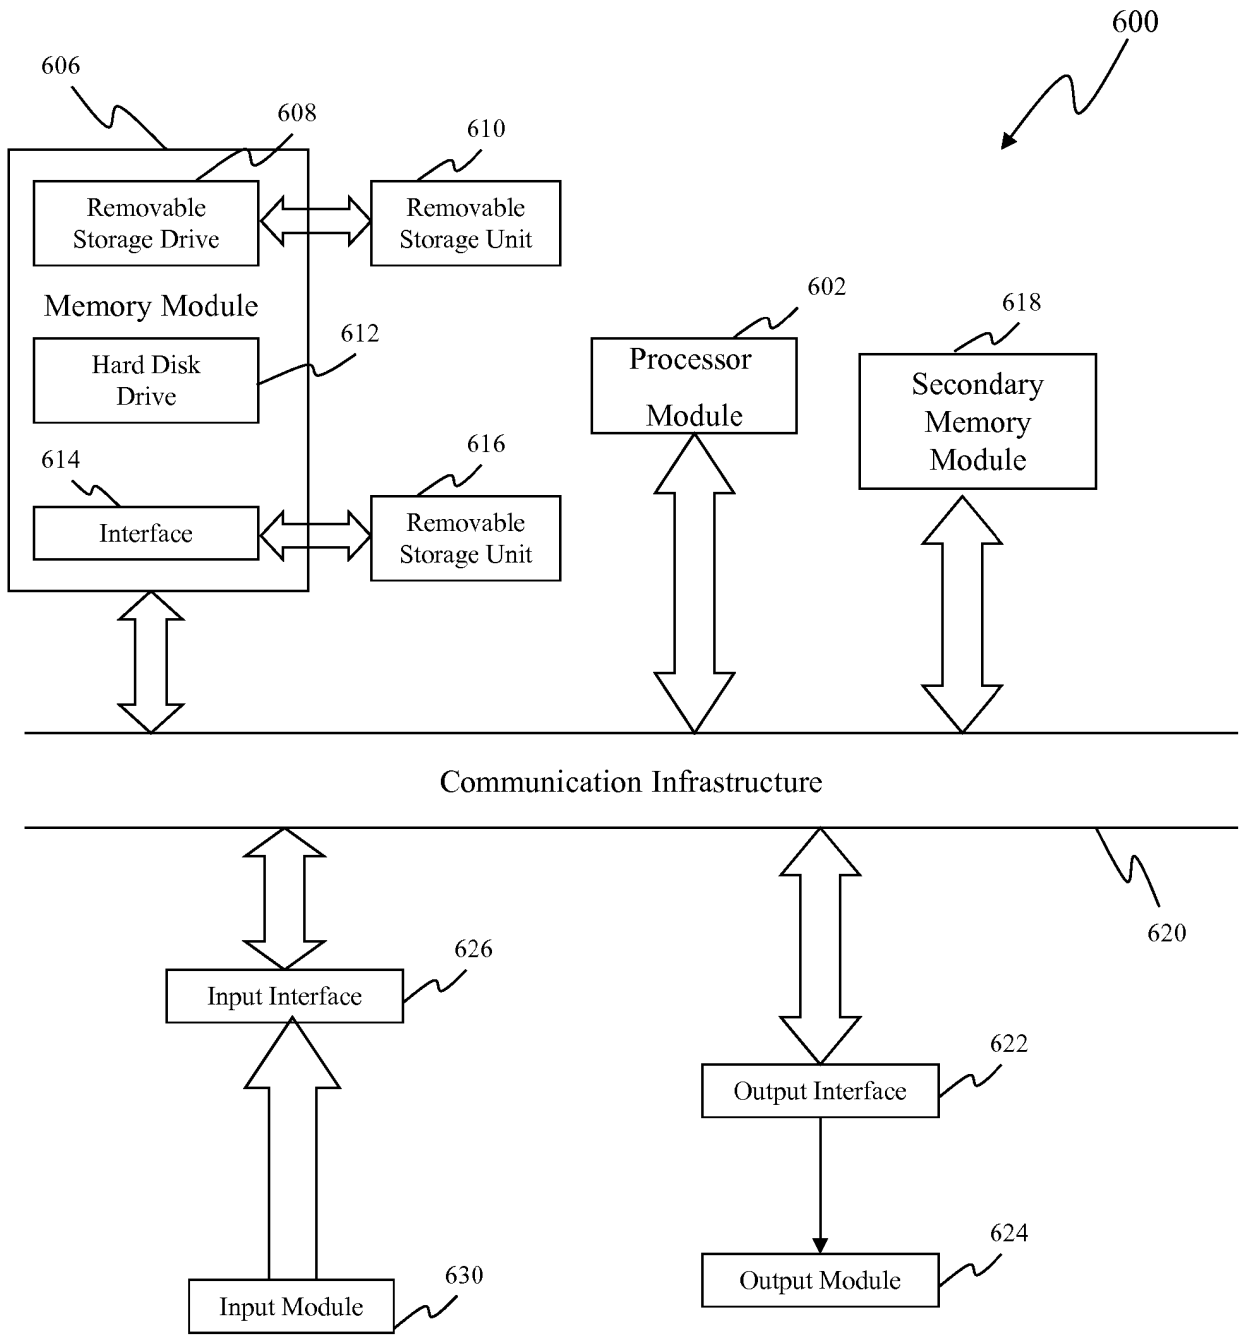 600
606
608
610
Removable
Storage Drive
Removable
Storage Unit
Memory Module
602
618
612
Hard Disk
Drive
Processor
Module
Secondary
Memory
Module
614
616
Interface
Removable
Storage Unit
Communication Infrastructure
620
626
Input Interface
622
Output Interface
624
Output Module
630
Input Module